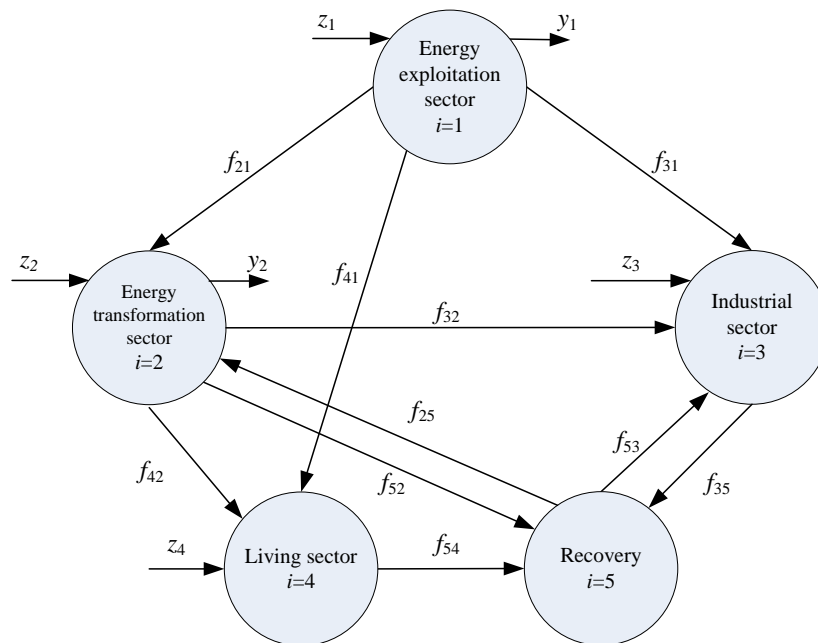 z1
y1
Energy
exploitation
sector
i=1
f21
f31
z2
y2
f41
z3
Energy
transformation
sector
i=2
f32
Industrial
sector
i=3
f25
f53
f42
f52
f35
z4
Living sector
i=4
f54
Recovery
i=5